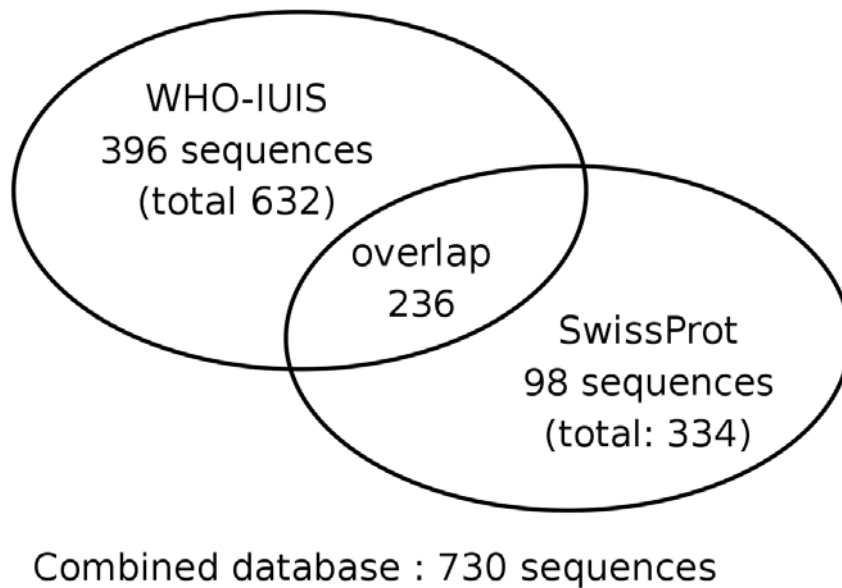 WHO-IUIS
396 sequences
(total 632)
overlap
236
SwissProt
98 sequences
(total: 334)
Combined database : 730 sequences